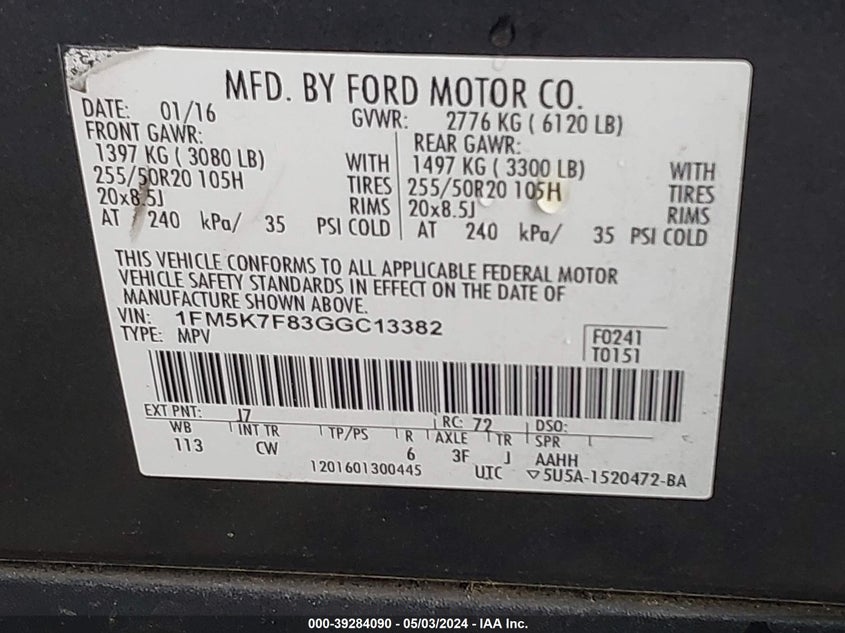 MFD. BY FORD MOTOR CO.
DATE: 01/16 GVWR: 2776 KG ( 6120 LB)
FRONT GAWR: REAR GAWR:
1397 KG ( 3080 LB) WITH 1497 KG ( 3300 LB) WITH
255/50R20 105H TIRES 255/50R20 105H TIRES
20x8.5J RIMS 20x8.5J RIMS
AT 240 kPa/ 35 PSI COLD AT 240 kPa/ 35 PSI COLD
THIS VEHICLE CONFORMS TO ALL APPLICABLE FEDERAL MOTOR
VEHICLE SAFETY STANDARDS IN EFFECT ON THE DATE OF
MANUFACTURE SHOWN ABOVE.
VIN: 1FM5K7F83GGC13382
TYPE: MPV F0241
T0151
EXT PNT: J7 RC: 72 DSO:
WB INT TR TP/PS R AXLE TR SPR
113 CW 6 3F J AAHH
1201601300445 UTC ▽5U5A-1520472-BA
000-39284090 - 05/03/2024 - IAA Inc.